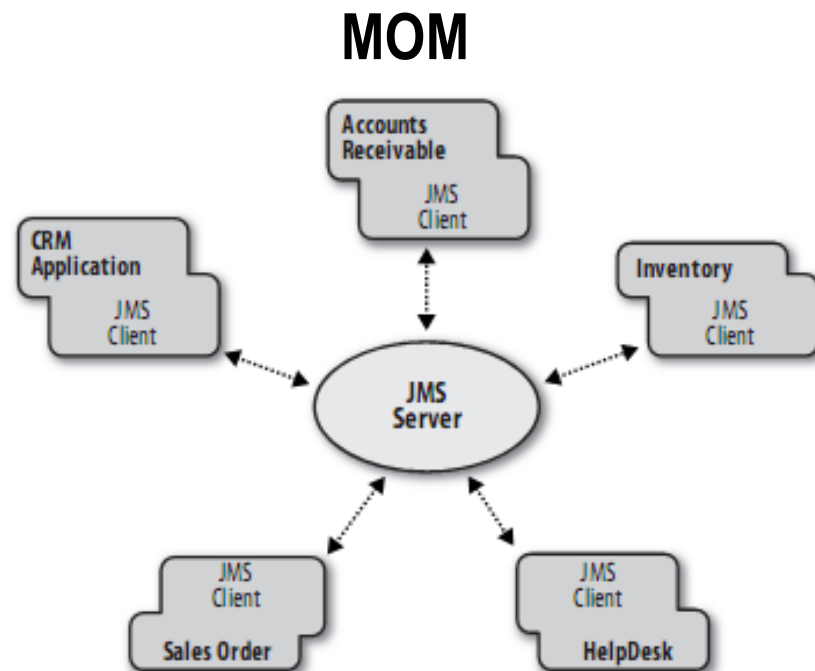 MOM
Accounts
Receivable
JMS
Client
CRM
Application
JMS
Client
Inventory
JMS
Client
JMS
Server
JMS
Client
Sales Order
JMS
Client
HelpDesk